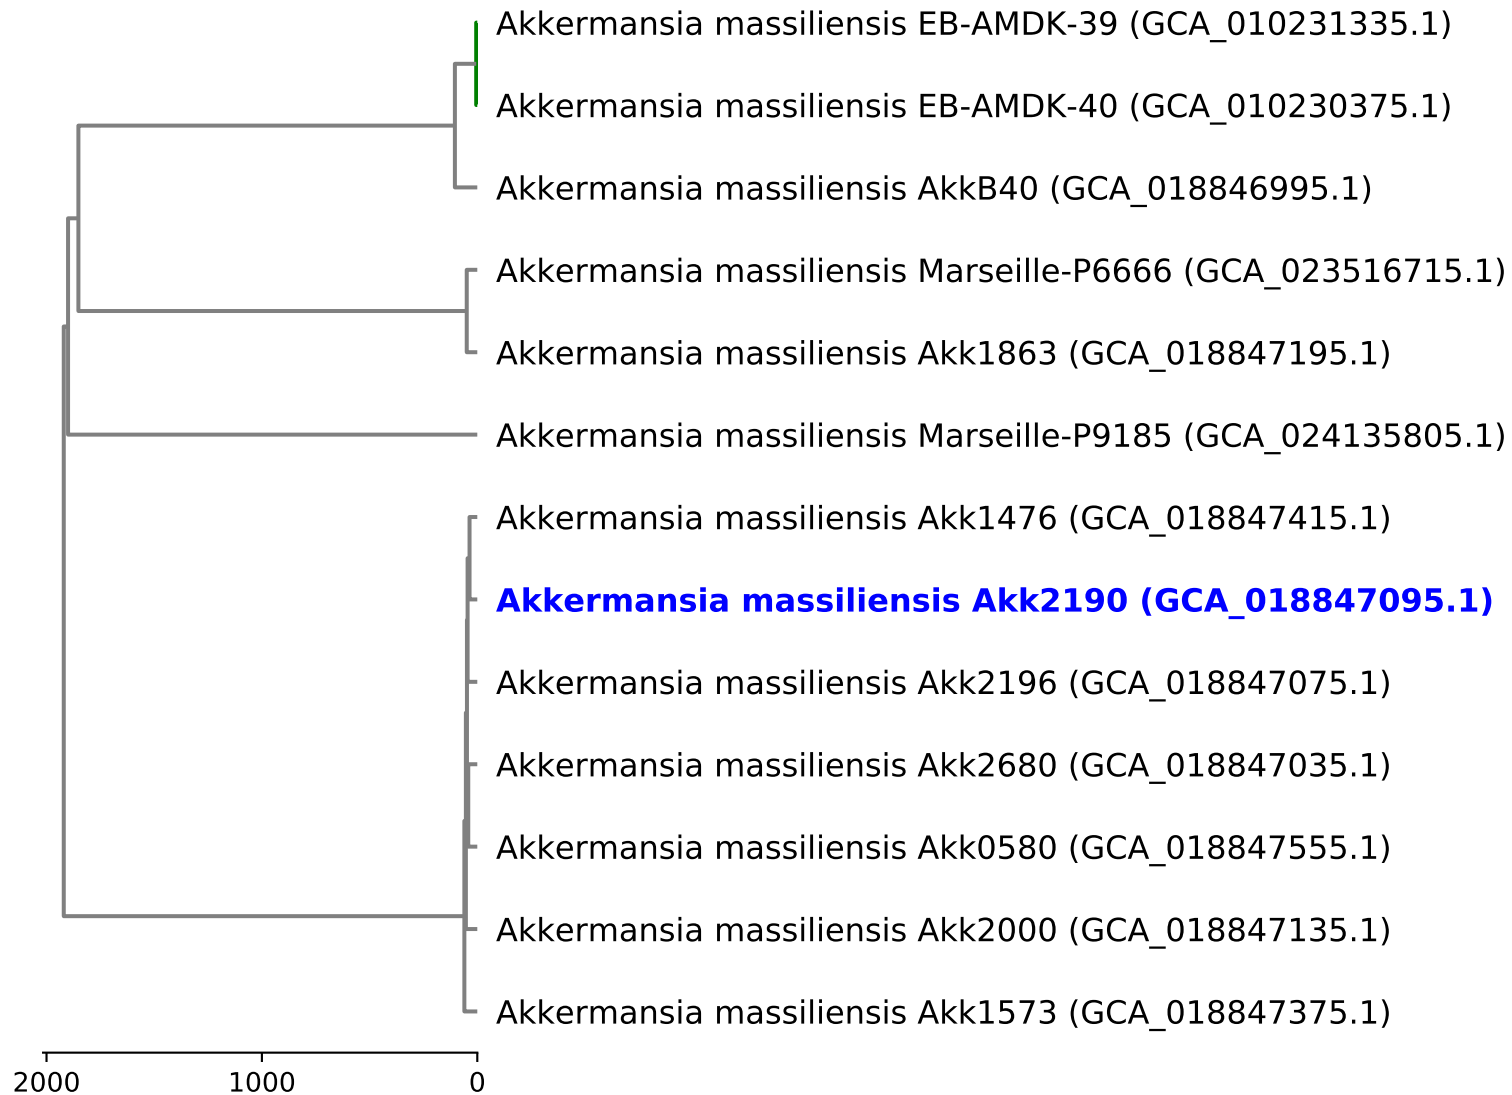 Akkermansia massiliensis EB-AMDK-39 (GCA_010231335.1)
Akkermansia massiliensis EB-AMDK-40 (GCA_010230375.1)
Akkermansia massiliensis AkkB40 (GCA_018846995.1)
Akkermansia massiliensis Marseille-P6666 (GCA_023516715.1)
Akkermansia massiliensis Akk1863 (GCA_018847195.1)
Akkermansia massiliensis Marseille-P9185 (GCA_024135805.1)
Akkermansia massiliensis Akk1476 (GCA_018847415.1)
Akkermansia massiliensis Akk2190 (GCA_018847095.1)
Akkermansia massiliensis Akk2196 (GCA_018847075.1)
Akkermansia massiliensis Akk2680 (GCA_018847035.1)
Akkermansia massiliensis Akk0580 (GCA_018847555.1)
Akkermansia massiliensis Akk2000 (GCA_018847135.1)
Akkermansia massiliensis Akk1573 (GCA_018847375.1)
2000 1000 0